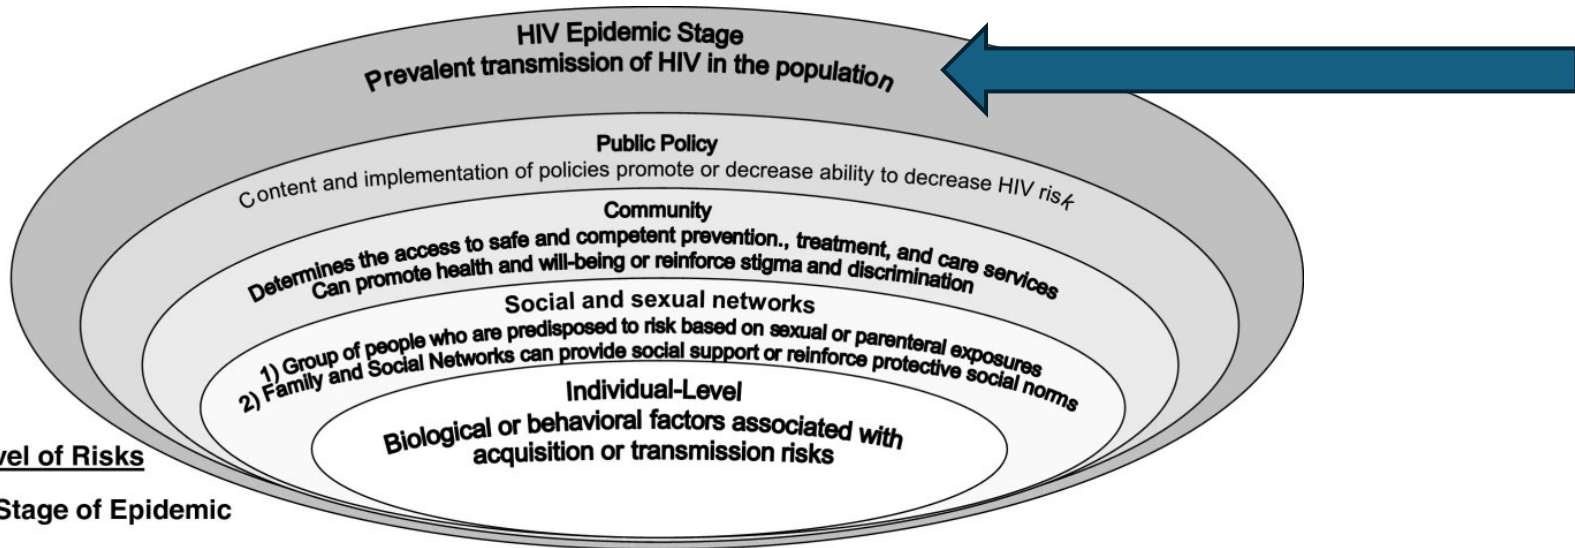 HIV Epidemic Stage
Prevalent transmission of HIV in the population
Public Policy
Content and implementation of policies promote or decrease ability to decrease HIV risk
Community
Determines the access to safe and competent prevention., treatment, and care services
Can promote health and will-being or reinforce stigma and discrimination
Social and sexual networks
1) Group of people who are predisposed to risk based on sexual or parenteral exposures
2) Family and Social Networks can provide social support or reinforce protective social norms
Individual-Level
Biological or behavioral factors associated with
acquisition or transmission risks
vel of Risks
Stage of Epidemic